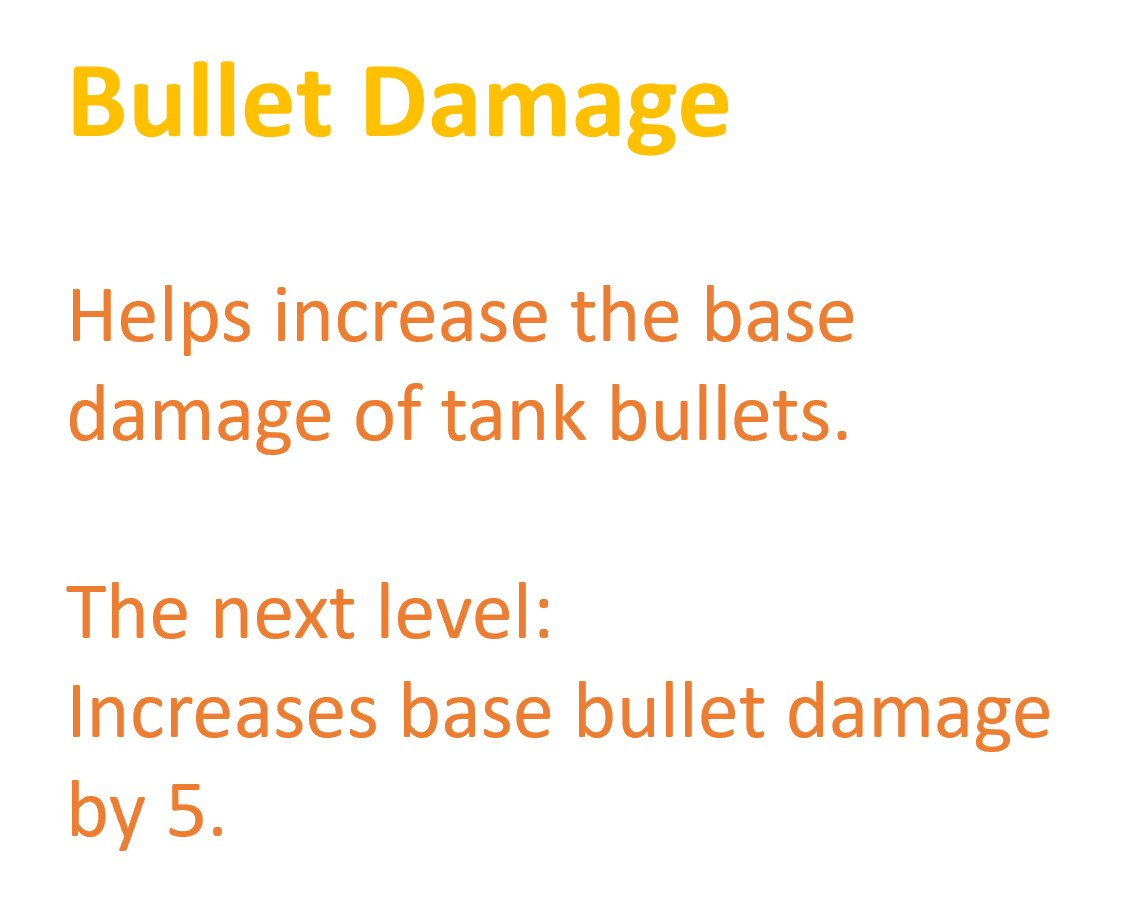 Bullet Damage
Helps increase the base
damage of tank bullets.
The next level:
Increases base bullet damage
by 5.